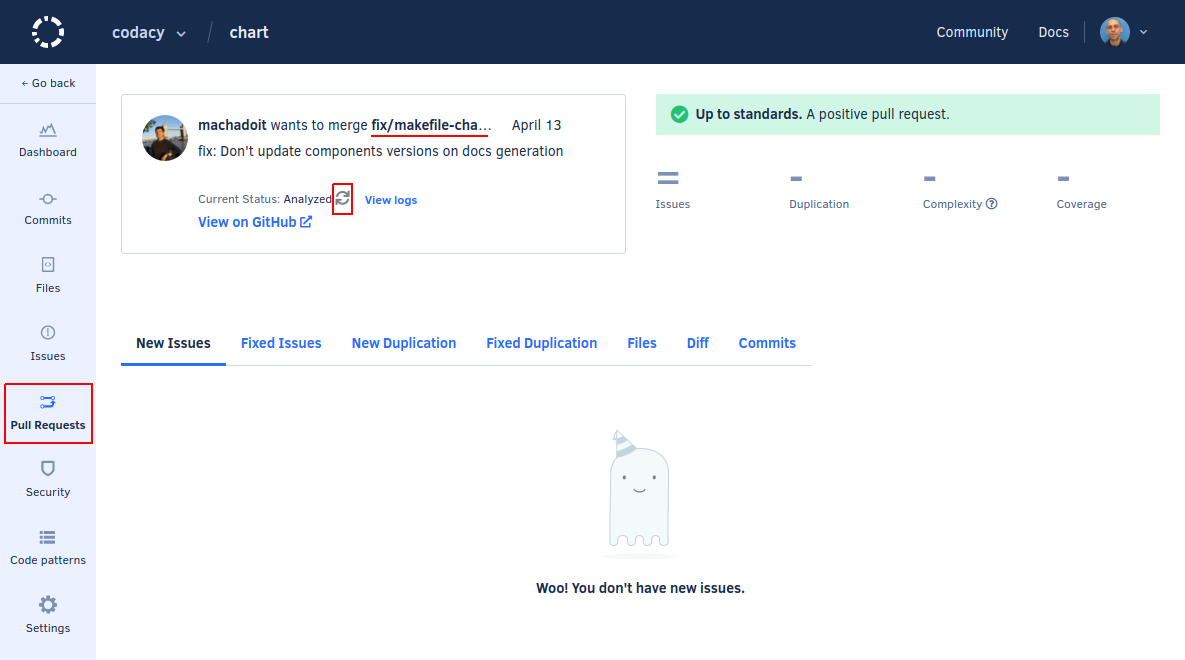 codacy / chart
Community Docs
← Go back
Dashboard
Commits
Files
Issues
Pull Requests
Security
Code patterns
Settings
machadoit wants to merge fix/makefile-cha... April 13
fix: Don't update components versions on docs generation
Current Status: Analyzed View logs
View on GitHub
Up to standards. A positive pull request.
= - - -
Issues Duplication Complexity ? Coverage
New Issues Fixed Issues New Duplication Fixed Duplication Files Diff Commits
Woo! You don't have new issues.